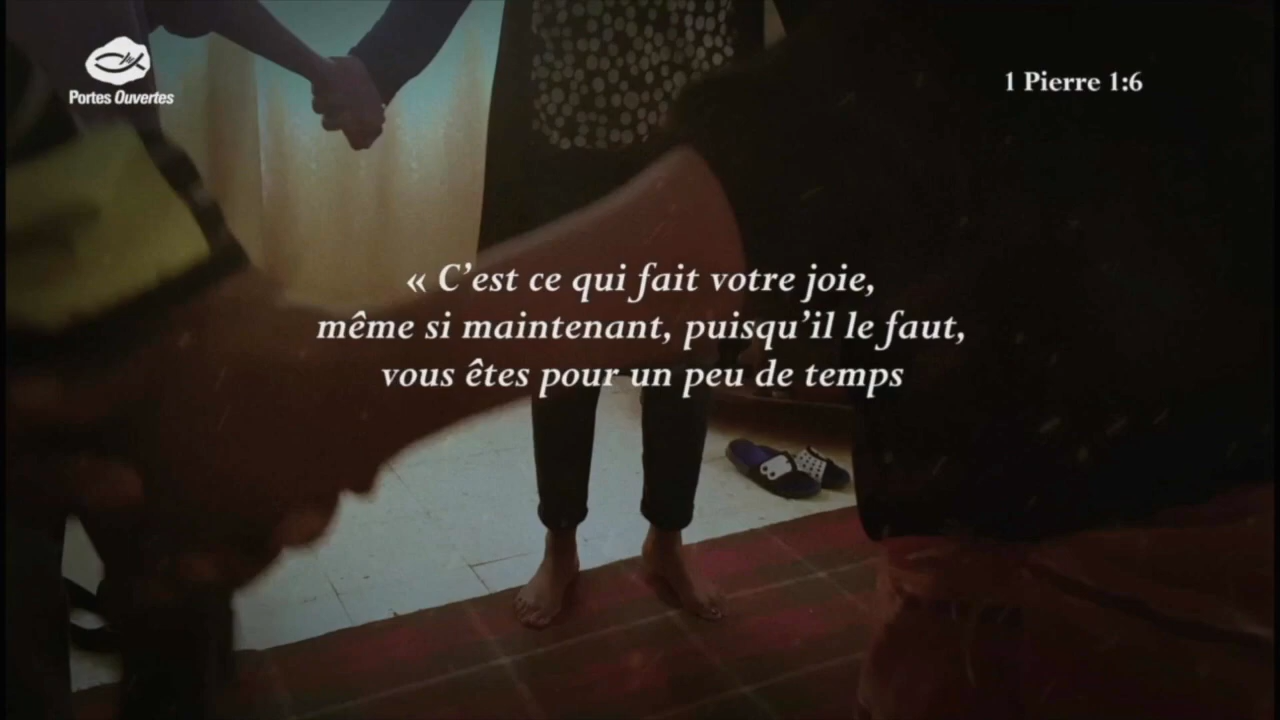 Portes Ouvertes
1 Pierre 1:6
« C’est ce qui fait votre joie,
même si maintenant, puisqu’il le faut,
vous êtes pour un peu de temps